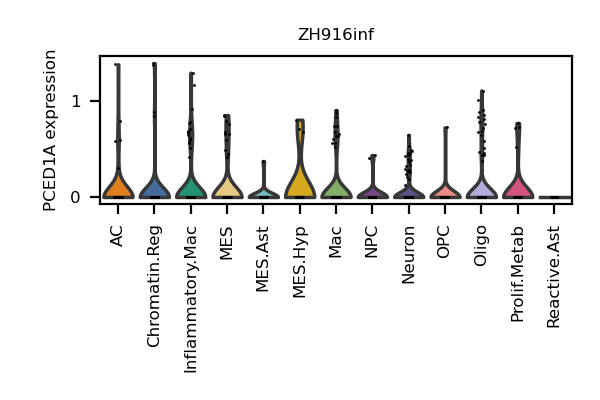 ZH916inf
PCED1A expression
1
0
AC
Chromatin.Reg
Inflammatory.Mac
MES
MES.Ast
MES.Hyp
Mac
NPC
Neuron
OPC
Oligo
Prolif.Metab
Reactive.Ast